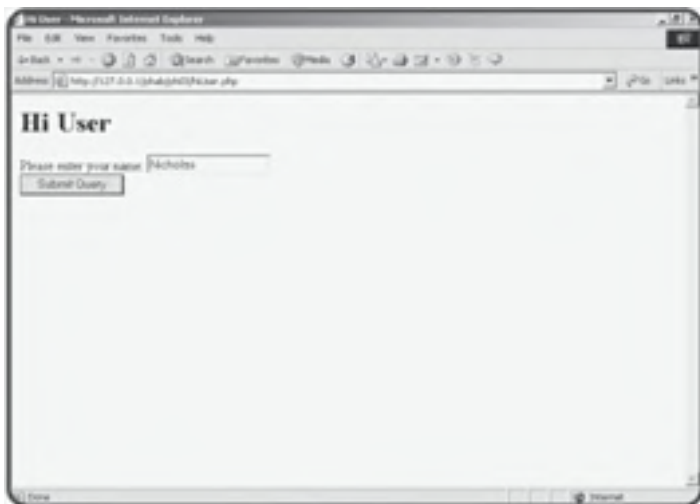 Hi User - Microsoft Internet Explorer
File Edit View Favorites Tools Help
Back Search Favorites Media
Address Go Links
Hi User
Please enter your name: Nicholas
Submit Query
Done Internet